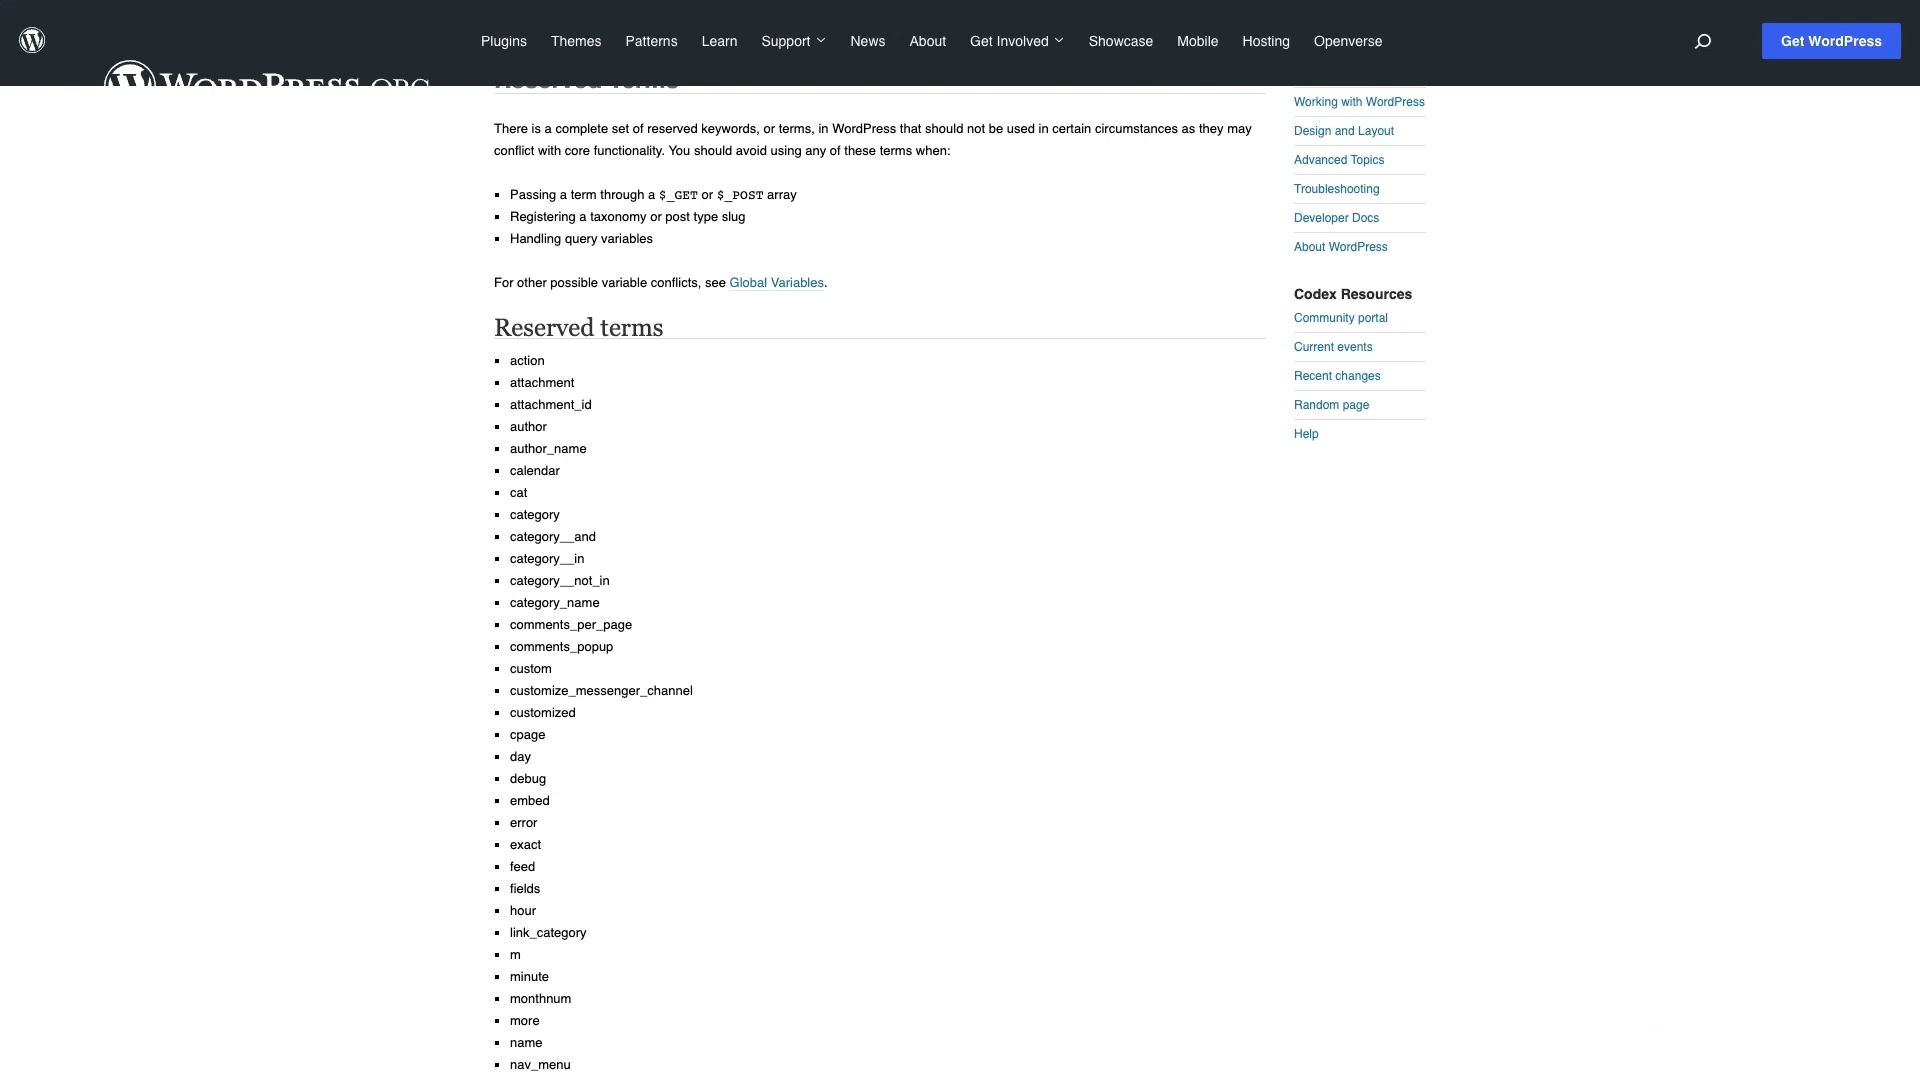 Plugins Themes Patterns Learn Support News About Get Involved Showcase Mobile Hosting Openverse Get WordPress
WORDPRESS.ORG
Reserved Terms
There is a complete set of reserved keywords, or terms, in WordPress that should not be used in certain circumstances as they may
conflict with core functionality. You should avoid using any of these terms when:
Passing a term through a $_GET or $_POST array
Registering a taxonomy or post type slug
Handling query variables
For other possible variable conflicts, see Global Variables.
Reserved terms
action
attachment
attachment_id
author
author_name
calendar
cat
category
category__and
category__in
category__not_in
category_name
comments_per_page
comments_popup
custom
customize_messenger_channel
customized
cpage
day
debug
embed
error
exact
feed
fields
hour
link_category
m
minute
monthnum
more
name
nav_menu
Working with WordPress
Design and Layout
Advanced Topics
Troubleshooting
Developer Docs
About WordPress
Codex Resources
Community portal
Current events
Recent changes
Random page
Help